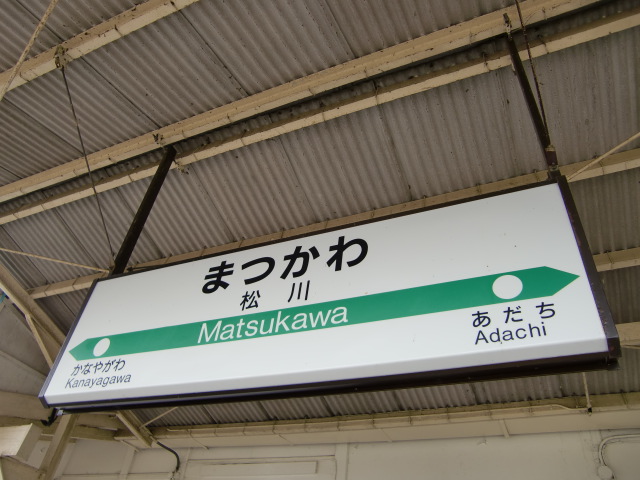 まつかわ
松川
Matsukawa
かなやがわ
Kanayagawa
あだち
Adachi